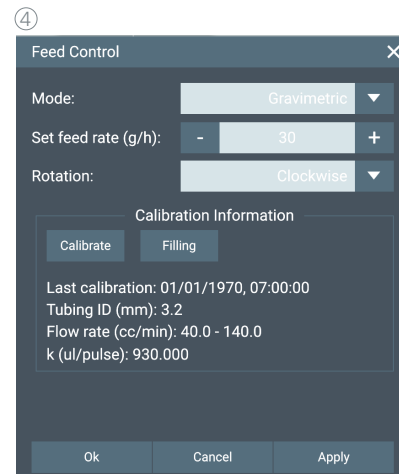 ④
Feed Control ×
Mode: Gravimetric ▼
Set feed rate (g/h): - 30 +
Rotation: Clockwise ▼
Calibration Information
Calibrate Filling
Last calibration: 01/01/1970, 07:00:00
Tubing ID (mm): 3.2
Flow rate (cc/min): 40.0 - 140.0
k (ul/pulse): 930.000
Ok Cancel Apply